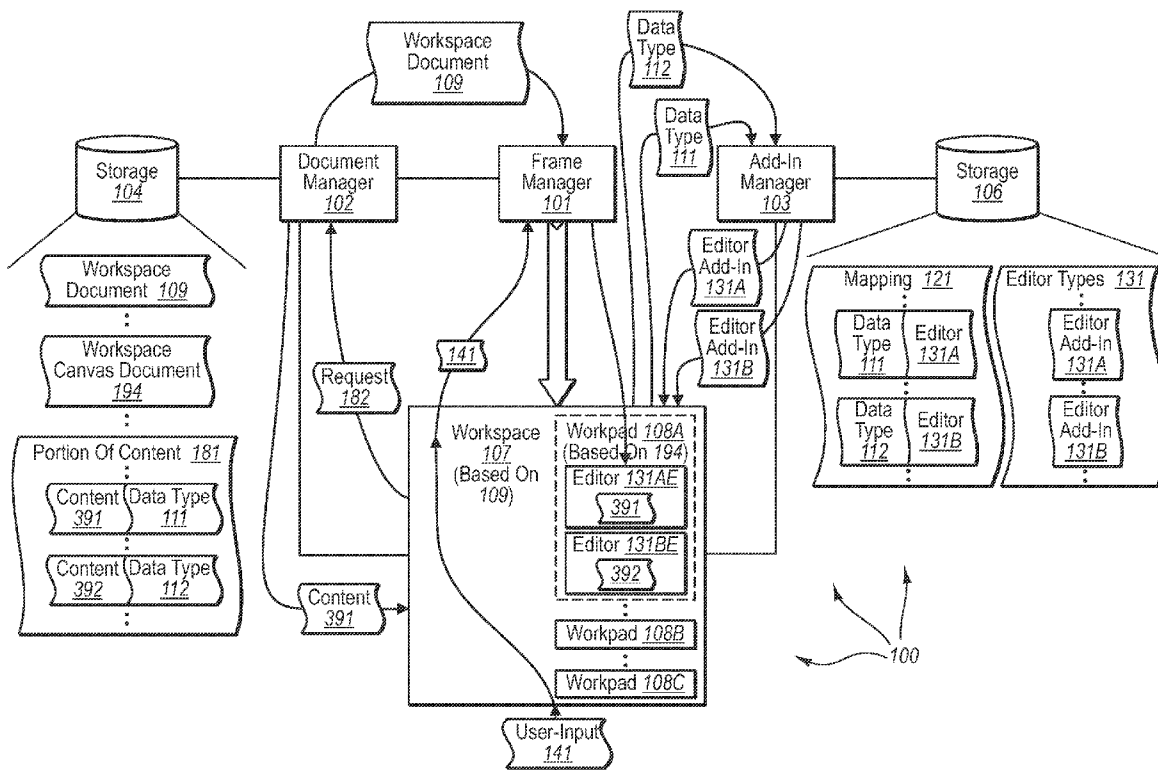 Workspace
Document
109
Data
Type
112
Data
Type
111
Storage
104
Document
Manager
102
Frame
Manager
101
Add-In
Manager
103
Storage
106
Workspace
Document 109
Workspace
Canvas Document
194
Portion Of Content 181
Content
391
Data Type
111
Content
392
Data Type
112
Request
182
141
Editor
Add-In
131A
Editor
Add-In
131B
Content
391
Workspace
107
(Based On
109)
Workpad 108A
(Based On 194)
Editor 131AE
391
Editor 131BE
392
Workpad 108B
Workpad 108C
User-Input
141
Mapping 121
Data
Type
111
Editor
131A
Data
Type
112
Editor
131B
Editor Types 131
Editor
Add-In
131A
Editor
Add-In
131B
100